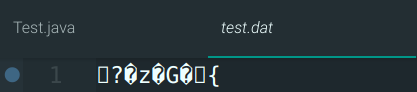 Test.java
test.dat
1 ▯?�z�G�▯{